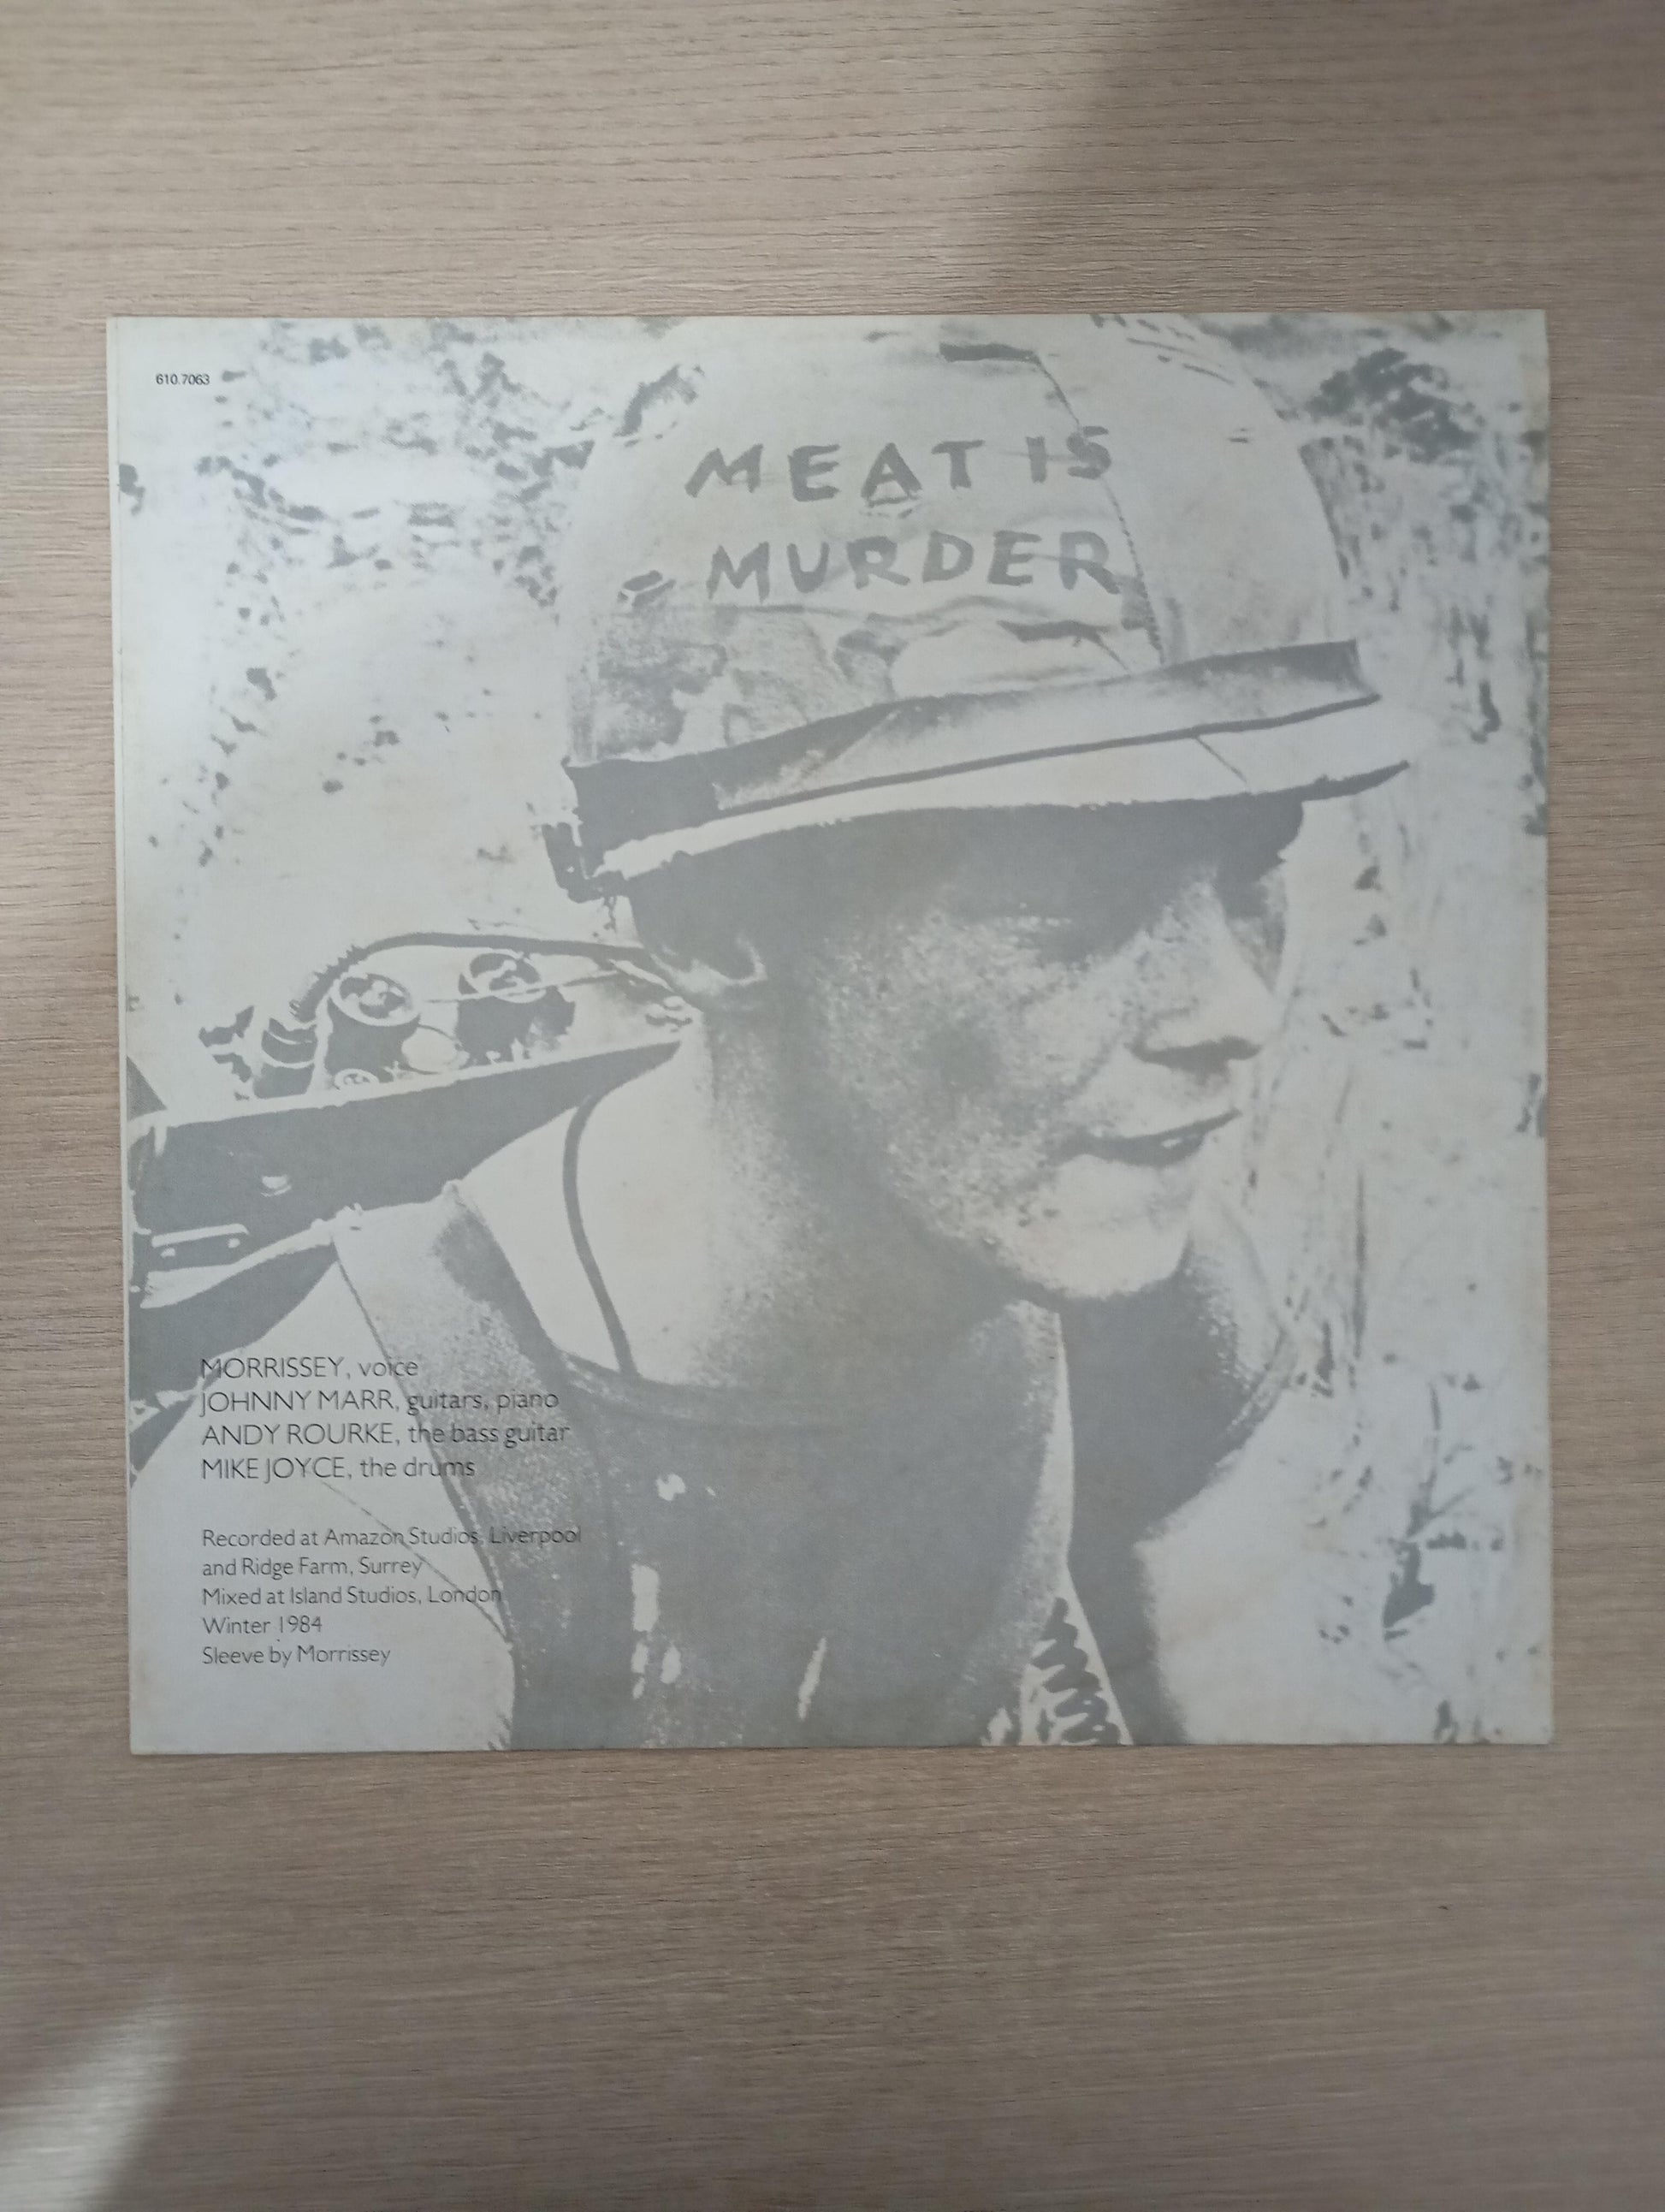 610.7063
MEAT IS
MURDER
MORRISSEY, voice
JOHNNY MARR, guitars, piano
ANDY ROURKE, the bass guitar
MIKE JOYCE, the drums
Recorded at Amazon Studios, Liverpool
and Ridge Farm, Surrey
Mixed at Island Studios, London
Winter 1984
Sleeve by Morrissey